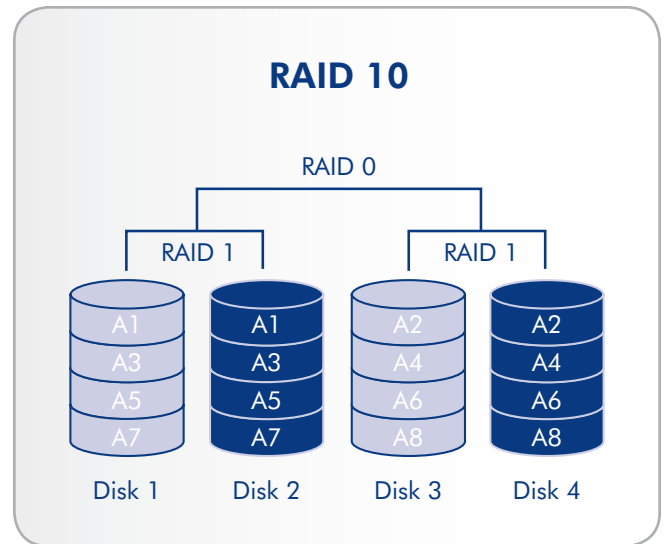 RAID 10
RAID 0
RAID 1 RAID 1
A1 A1 A2 A2
A3 A3 A4 A4
A5 A5 A6 A6
A7 A7 A8 A8
Disk 1 Disk 2 Disk 3 Disk 4